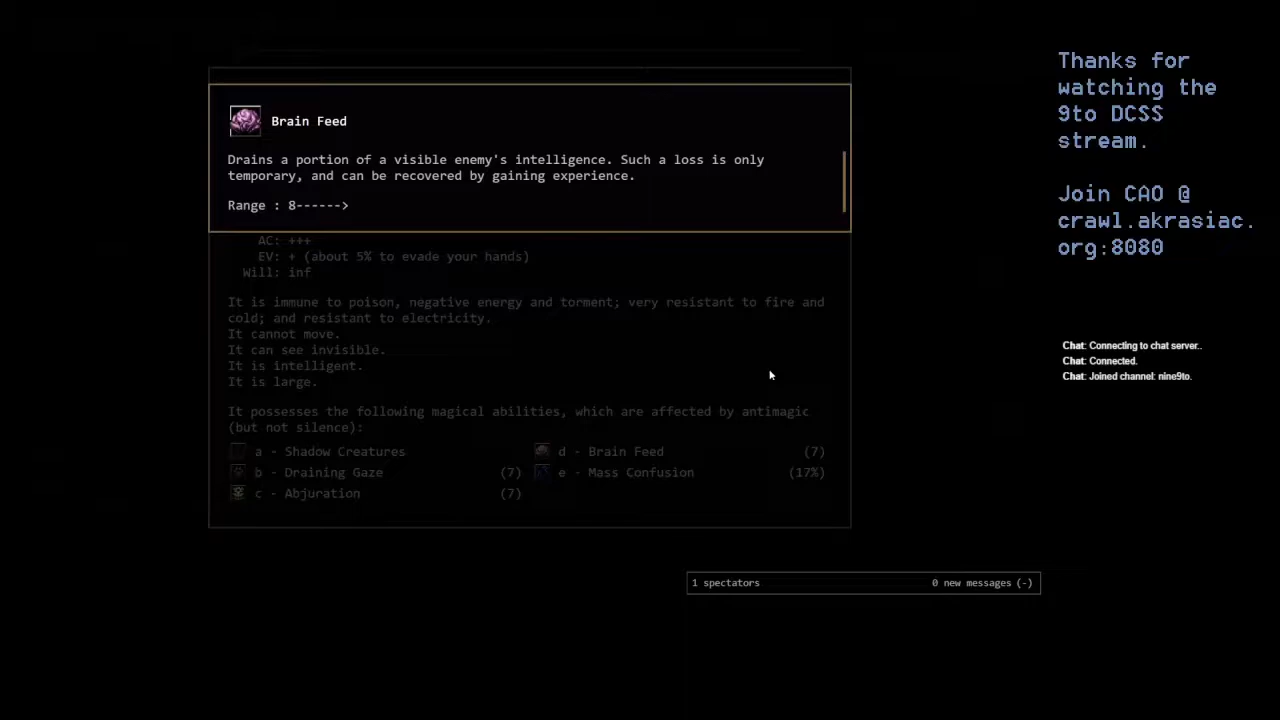 Brain Feed
Drains a portion of a visible enemy's intelligence. Such a loss is only
temporary, and can be recovered by gaining experience.
Range : 8------>
AC: +++
EV: + (about 5% to evade your hands)
Will: inf
It is immune to poison, negative energy and torment; very resistant to fire and
cold; and resistant to electricity.
It cannot move.
It can see invisible.
It is intelligent.
It is large.
It possesses the following magical abilities, which are affected by antimagic
(but not silence):
a - Shadow Creatures d - Brain Feed (7)
b - Draining Gaze (7) e - Mass Confusion (17%)
c - Abjuration (7)
1 spectators 0 new messages (-)
Thanks for
watching the
9to DCSS
stream.
Join CAO @
crawl.akrasiac.
org:8080
Chat: Connecting to chat server..
Chat: Connected.
Chat: Joined channel: nine9to.